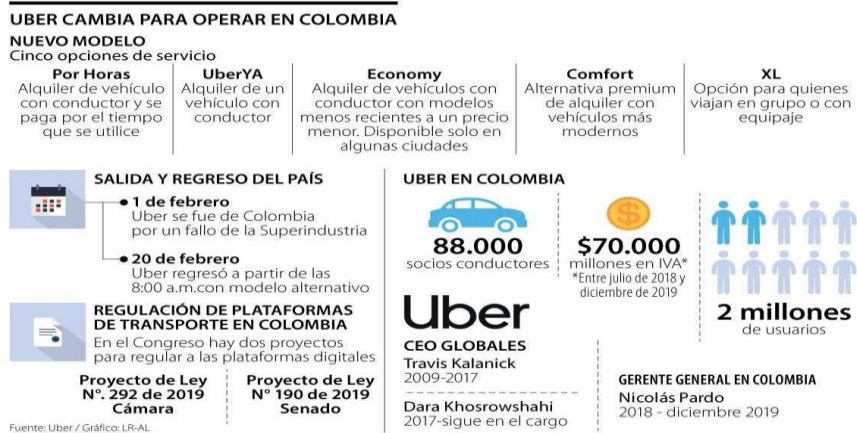 UBER CAMBIA PARA OPERAR EN COLOMBIA
NUEVO MODELO
Cinco opciones de servicio
Por Horas
Alquiler de vehículo
con conductor y se
paga por el tiempo
que se utilice
UberYA
Alquiler de un
vehículo con
conductor
Economy
Alquiler de vehículos con
conductor con modelos
menos recientes a un precio
menor. Disponible solo en
algunas ciudades
Comfort
Alternativa premium
de alquiler con
vehículos más
modernos
XL
Opción para quienes
viajan en grupo o con
equipaje
SALIDA Y REGRESO DEL PAÍS
1 de febrero
Uber se fue de Colombia
por un fallo de la Superindustria
20 de febrero
Uber regresó a partir de las
8:00 a.m.con modelo alternativo
REGULACIÓN DE PLATAFORMAS
DE TRANSPORTE EN COLOMBIA
En el Congreso hay dos proyectos
para regular a las plataformas digitales
Proyecto de Ley
N°. 292 de 2019
Cámara
Proyecto de Ley
N° 190 de 2019
Senado
UBER EN COLOMBIA
88.000
socios conductores
$
$70.000
millones en IVA*
*Entre julio de 2018 y
diciembre de 2019
2 millones
de usuarios
Uber
CEO GLOBALES
Travis Kalanick
2009-2017
Dara Khosrowshahi
2017-sigue en el cargo
GERENTE GENERAL EN COLOMBIA
Nicolás Pardo
2018 - diciembre 2019
Fuente: Uber / Gráfico: LR-AL